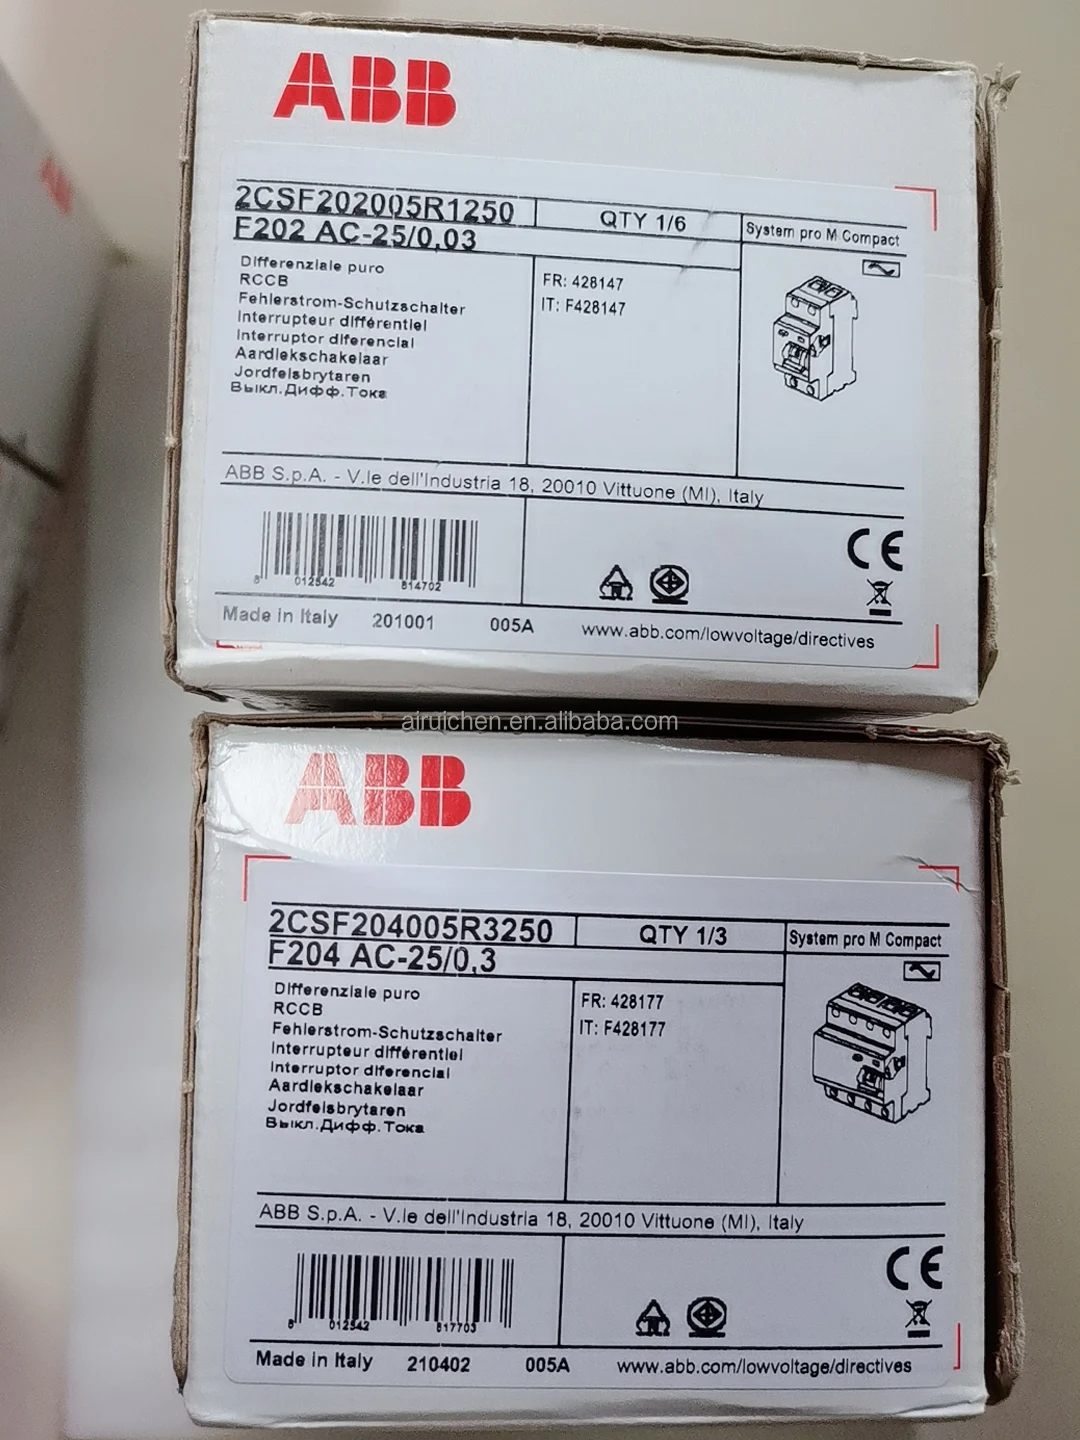 ABB
2CSF202005R1250
QTY 1/6
System pro M Compact
F202 AC-25/0,03
Differenziale puro
RCCB
Fehlerstrom-Schutzschalter
Interrupteur différentiel
Interruptor diferencial
Aardlekschakelaar
Jordfelsbrytaren
Выкл.Дифф.Тока
FR: 428147
IT: F428147
ABB S.p.A. - V.le dell'Industria 18, 20010 Vittuone (MI), Italy
8 012542 814702
CE
Made in Italy 201001 005A www.abb.com/lowvoltage/directives
airuichen.en.alibaba.com
ABB
2CSF204005R3250
QTY 1/3
System pro M Compact
F204 AC-25/0,3
Differenziale puro
RCCB
Fehlerstrom-Schutzschalter
Interrupteur différentiel
Interruptor diferencial
Aardlekschakelaar
Jordfelsbrytaren
Выкл.Дифф.Тока
FR: 428177
IT: F428177
ABB S.p.A. - V.le dell'Industria 18, 20010 Vittuone (MI), Italy
8 012542 817703
CE
Made in Italy 210402 005A www.abb.com/lowvoltage/directives